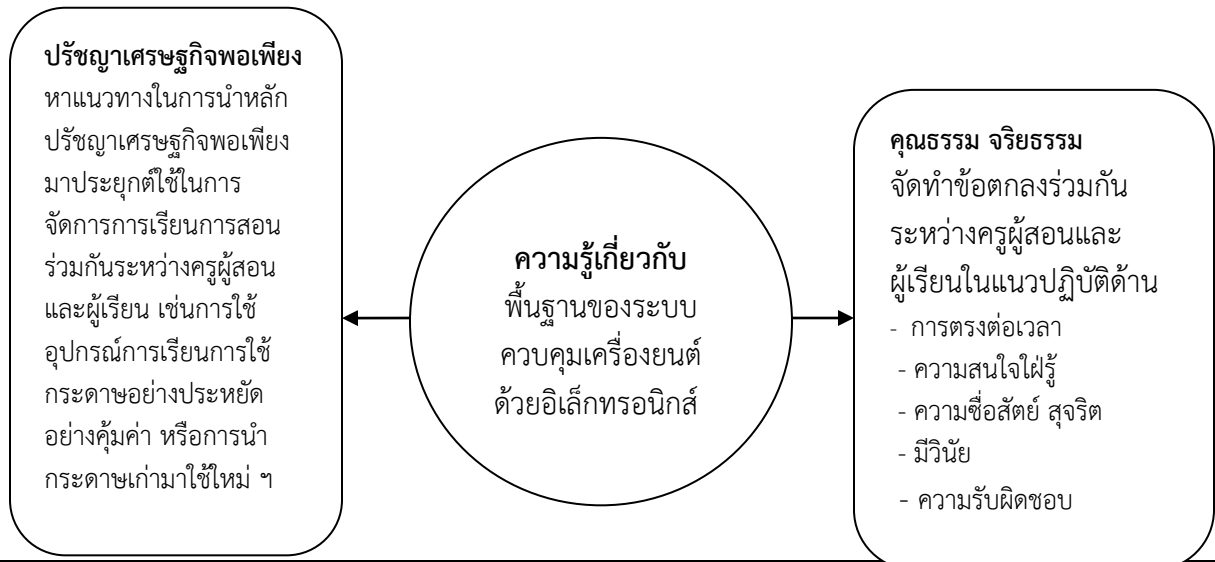 ปรัชญาเศรษฐกิจพอเพียง
หาแนวทางในการนำหลัก
ปรัชญาเศรษฐกิจพอเพียง
มาประยุกต์ใช้ในการ
จัดการการเรียนการสอน
ร่วมกันระหว่างครูผู้สอน
และผู้เรียน เช่นการใช้
อุปกรณ์การเรียนการใช้
กระดาษอย่างประหยัด
อย่างคุ้มค่า หรือการนำ
กระดาษเก่ามาใช้ใหม่ ฯ
ความรู้เกี่ยวกับ
พื้นฐานของระบบ
ควบคุมเครื่องยนต์
ด้วยอิเล็กทรอนิกส์
คุณธรรม จริยธรรม
จัดทำข้อตกลงร่วมกัน
ระหว่างครูผู้สอนและ
ผู้เรียนในแนวปฏิบัติด้าน
- การตรงต่อเวลา
- ความสนใจใฝ่รู้
- ความซื่อสัตย์ สุจริต
- มีวินัย
- ความรับผิดชอบ